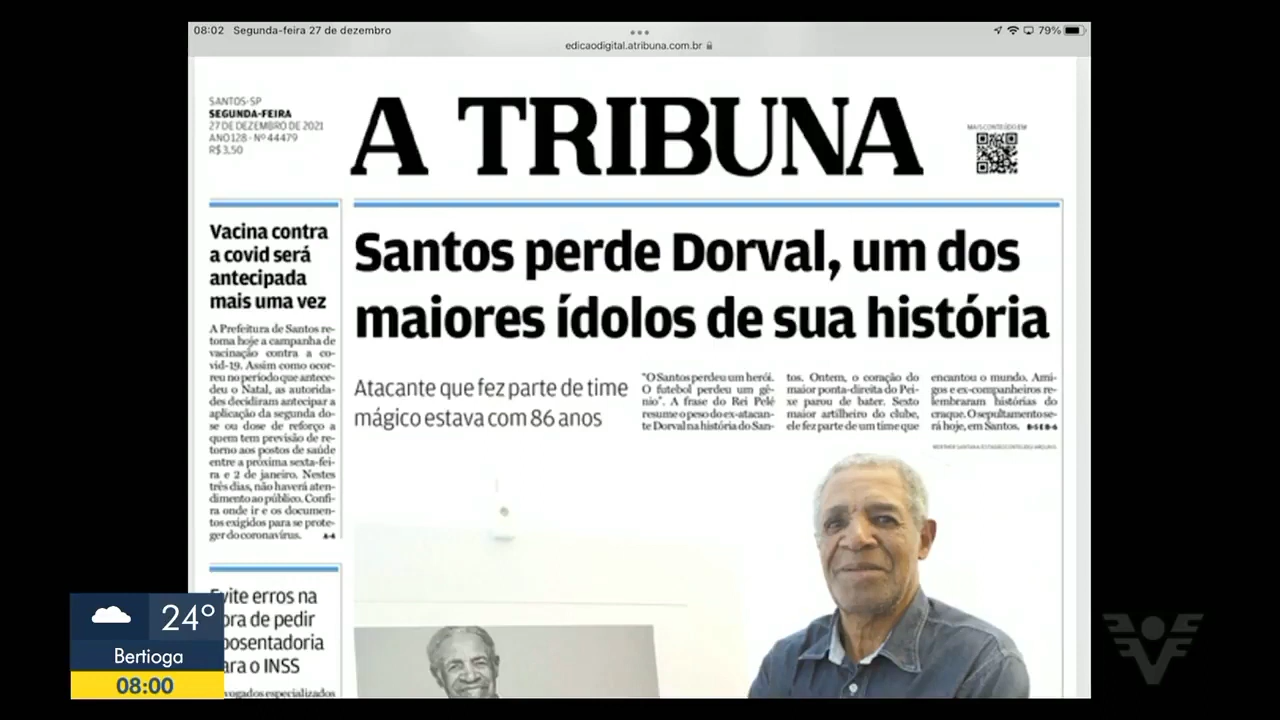 08:02 Segunda-feira 27 de dezembro
79%
edicaodigital.atribuna.com.br
SANTOS-SP
SEGUNDA-FEIRA
27 DE DEZEMBRO DE 2021
ANO 128 - Nº 44479
R$ 3,50
A TRIBUNA
MAIS CONTEÚDO EM
Vacina contra
a covid será
antecipada
mais uma vez
A Prefeitura de Santos re-
toma hoje a campanha de
vacinação contra a co-
vid-19. Assim como ocor-
reu no período que antece-
deu o Natal, as autorida-
des decidiram antecipar a
aplicação da segunda do-
se ou dose de reforço a
quem tem previsão de re-
torno aos postos de saúde
entre a próxima sexta-fei-
ra e 2 de janeiro. Nestes
três dias, não haverá aten-
dimento ao público. Confi-
ra onde ir e os documen-
tos exigidos para se prote-
ger do coronavírus. A-4
Santos perde Dorval, um dos
maiores ídolos de sua história
Atacante que fez parte de time
mágico estava com 86 anos
"O Santos perdeu um herói.
O futebol perdeu um gê-
nio". A frase do Rei Pelé
resume o peso do ex-atacan-
te Dorval na história do San-
tos. Ontem, o coração do
maior ponta-direita do Pei-
xe parou de bater. Sexto
maior artilheiro do clube,
ele fez parte de um time que
encantou o mundo. Ami-
gos e ex-companheiros re-
lembraram histórias do
craque. O sepultamento se-
rá hoje, em Santos.
vite erros na
ora de pedir
posentadoria
ara o INSS
vogados especializados
24°
Bertioga
08:00